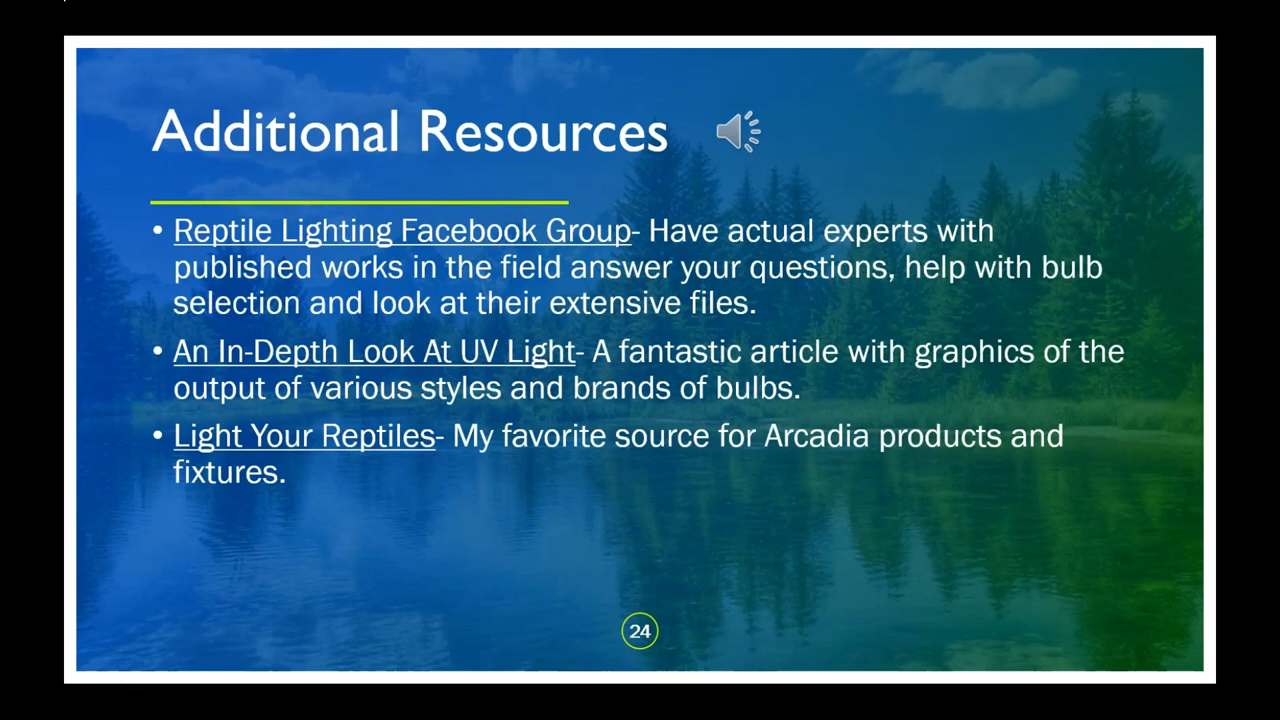 Additional Resources
• Reptile Lighting Facebook Group- Have actual experts with
published works in the field answer your questions, help with bulb
selection and look at their extensive files.
• An In-Depth Look At UV Light- A fantastic article with graphics of the
output of various styles and brands of bulbs.
• Light Your Reptiles- My favorite source for Arcadia products and
fixtures.
24